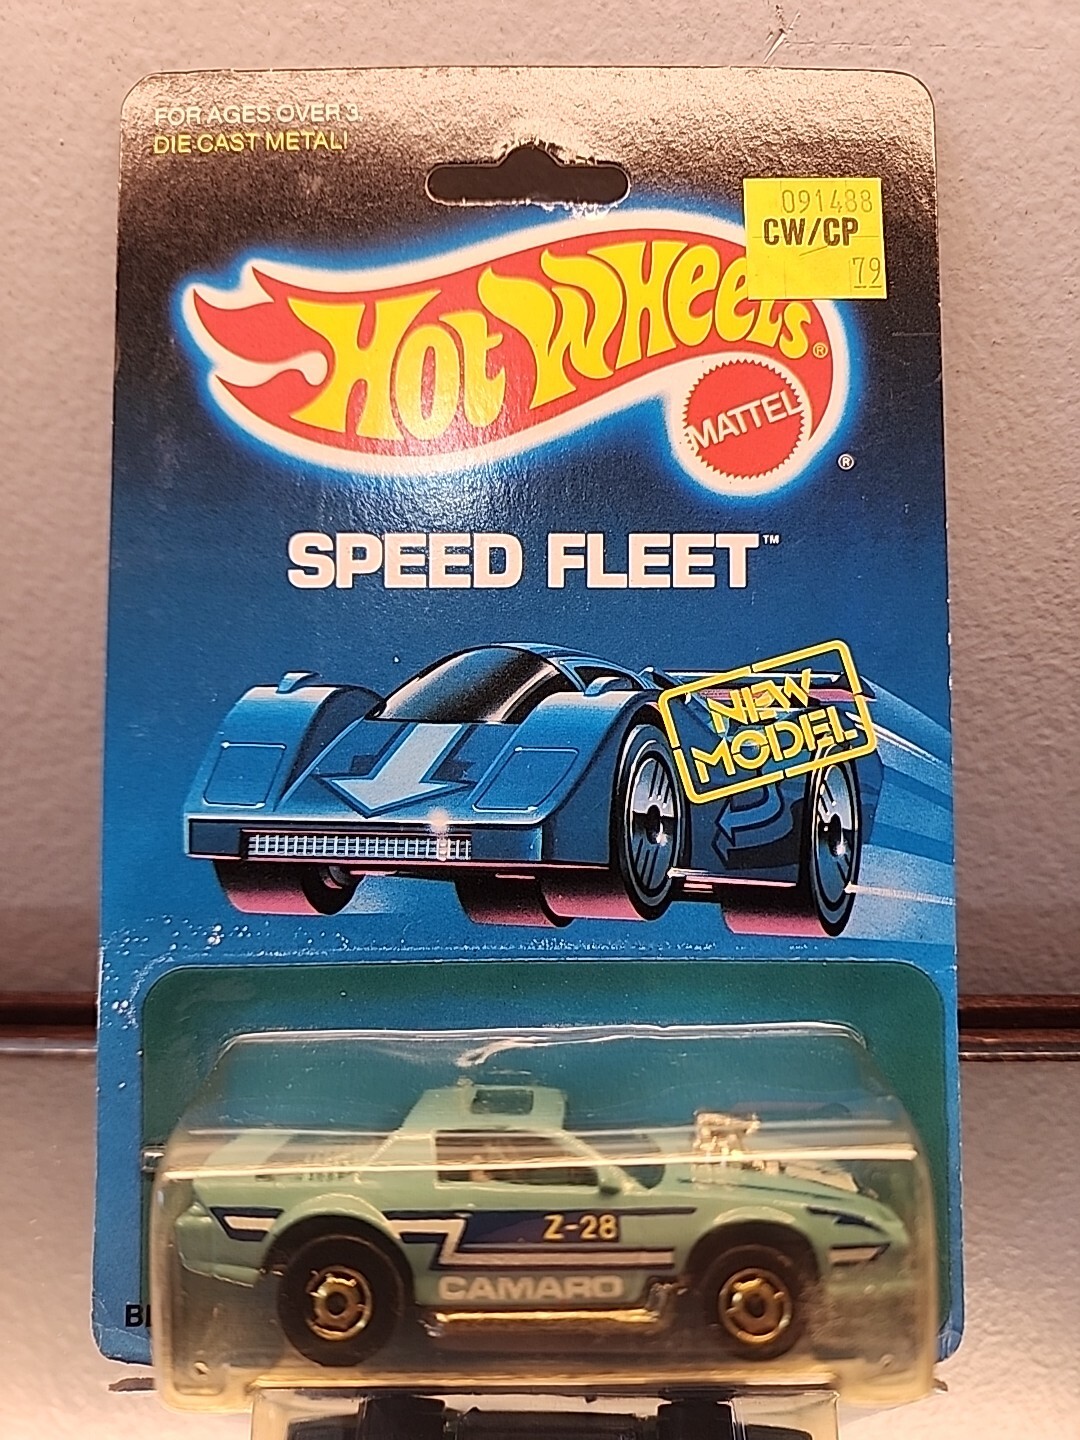 FOR AGES OVER 3
DIE-CAST METAL!
091488
CW/CP
79
HOT WHEELS®
MATTEL
®
SPEED FLEET™
NEW
MODEL
Z-28
CAMARO